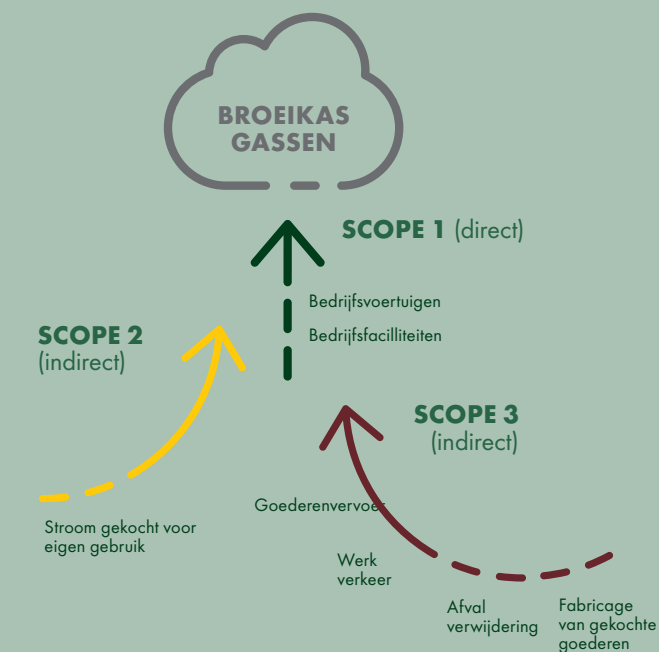 BROEIKAS
GASSEN
SCOPE 1 (direct)
Bedrijfsvoertuigen
Bedrijfsfacilliteiten
SCOPE 2
(indirect)
Stroom gekocht voor
eigen gebruik
SCOPE 3
(indirect)
Goederenvervoer
Werk
verkeer
Afval
verwijdering
Fabricage
van gekochte
goederen